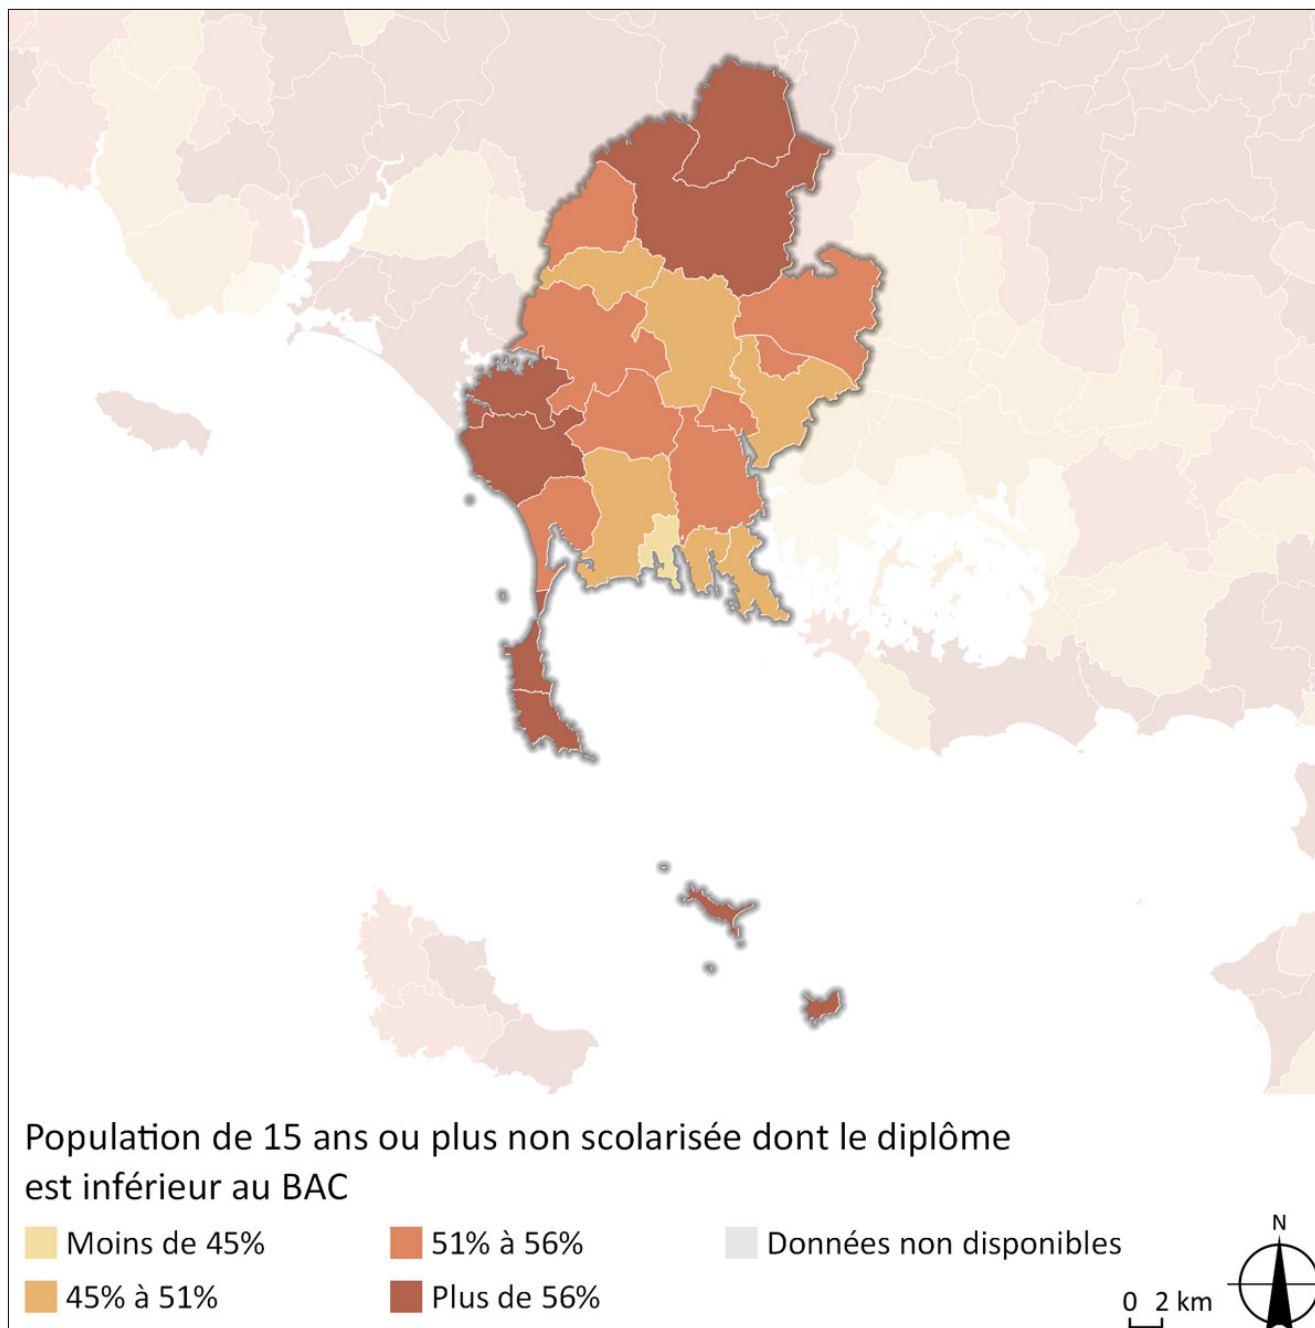 Population de 15 ans ou plus non scolarisée dont le diplôme
est inférieur au BAC
Moins de 45%
51% à 56%
Données non disponibles
45% à 51%
Plus de 56%
0 2 km
N